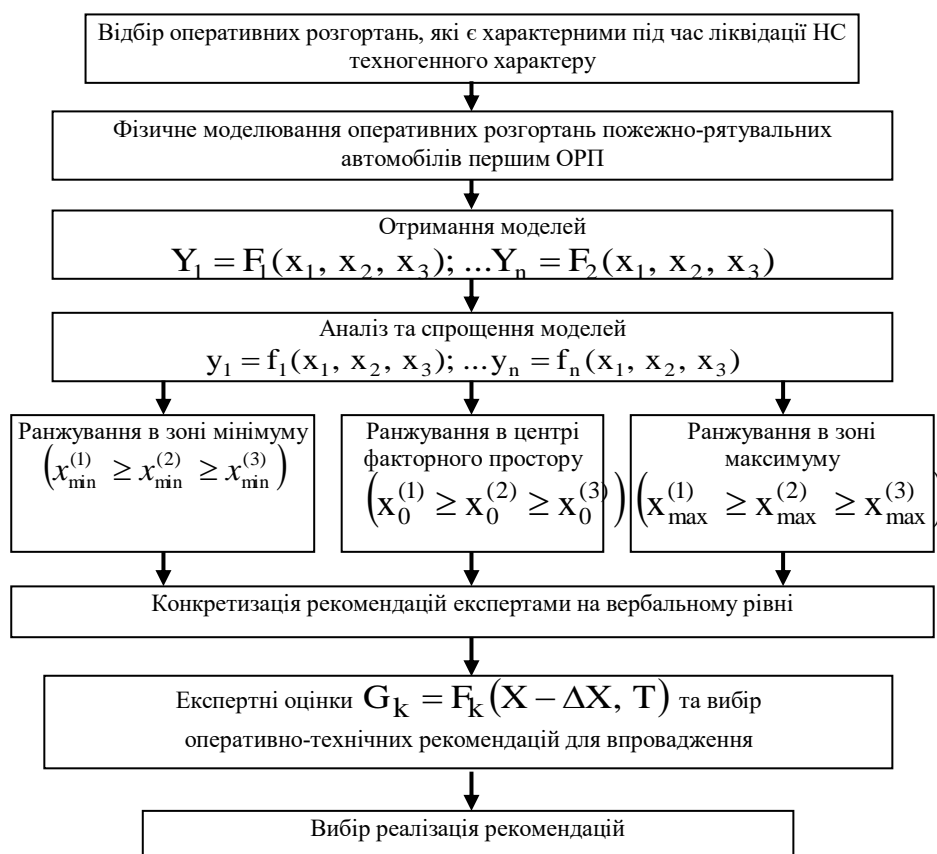 Відбір оперативних розгортань, які є характерними під час ліквідації НС
техногенного характеру
Фізичне моделювання оперативних розгортань пожежно-рятувальних
автомобілів першим ОРП
Отримання моделей
Y₁ = F₁(x₁, x₂, x₃); ...Yₙ = F₂(x₁, x₂, x₃)
Аналіз та спрощення моделей
y₁ = f₁(x₁, x₂, x₃); ...yₙ = fₙ(x₁, x₂, x₃)
Ранжування в зоні мінімуму
(x_min^(1) ≥ x_min^(2) ≥ x_min^(3))
Ранжування в центрі
факторного простору
(x_0^(1) ≥ x_0^(2) ≥ x_0^(3))
Ранжування в зоні
максимуму
(x_max^(1) ≥ x_max^(2) ≥ x_max^(3))
Конкретизація рекомендацій експертами на вербальному рівні
Експертні оцінки G_k = F_k(X − ΔX, T) та вибір
оперативно-технічних рекомендацій для впровадження
Вибір реалізація рекомендацій